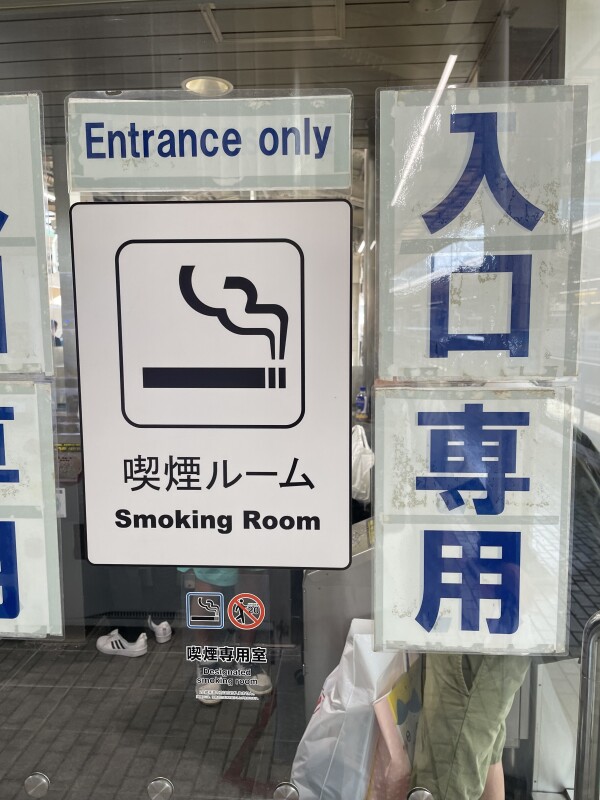 Entrance only
入口専用
喫煙ルーム
Smoking Room
20
喫煙専用室
Designated
smoking room